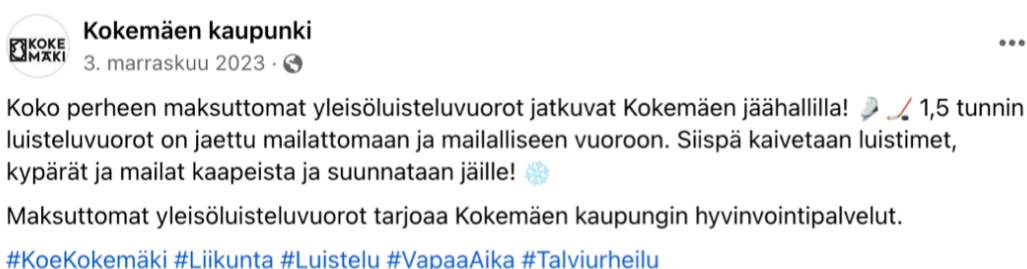 KOKE
MÄKI
Kokemäen kaupunki
3. marraskuu 2023 ·
Koko perheen maksuttomat yleisöluisteluvuorot jatkuvat Kokemäen jäähallilla! ⛸️ 🏒 1,5 tunnin
luisteluvuorot on jaettu mailattomaan ja mailalliseen vuoroon. Siispä kaivetaan luistimet,
kypärät ja mailat kaapeista ja suunnataan jäille! ❄️
Maksuttomat yleisöluisteluvuorot tarjoaa Kokemäen kaupungin hyvinvointipalvelut.
#KoeKokemäki #Liikunta #Luistelu #VapaaAika #Talviurheilu